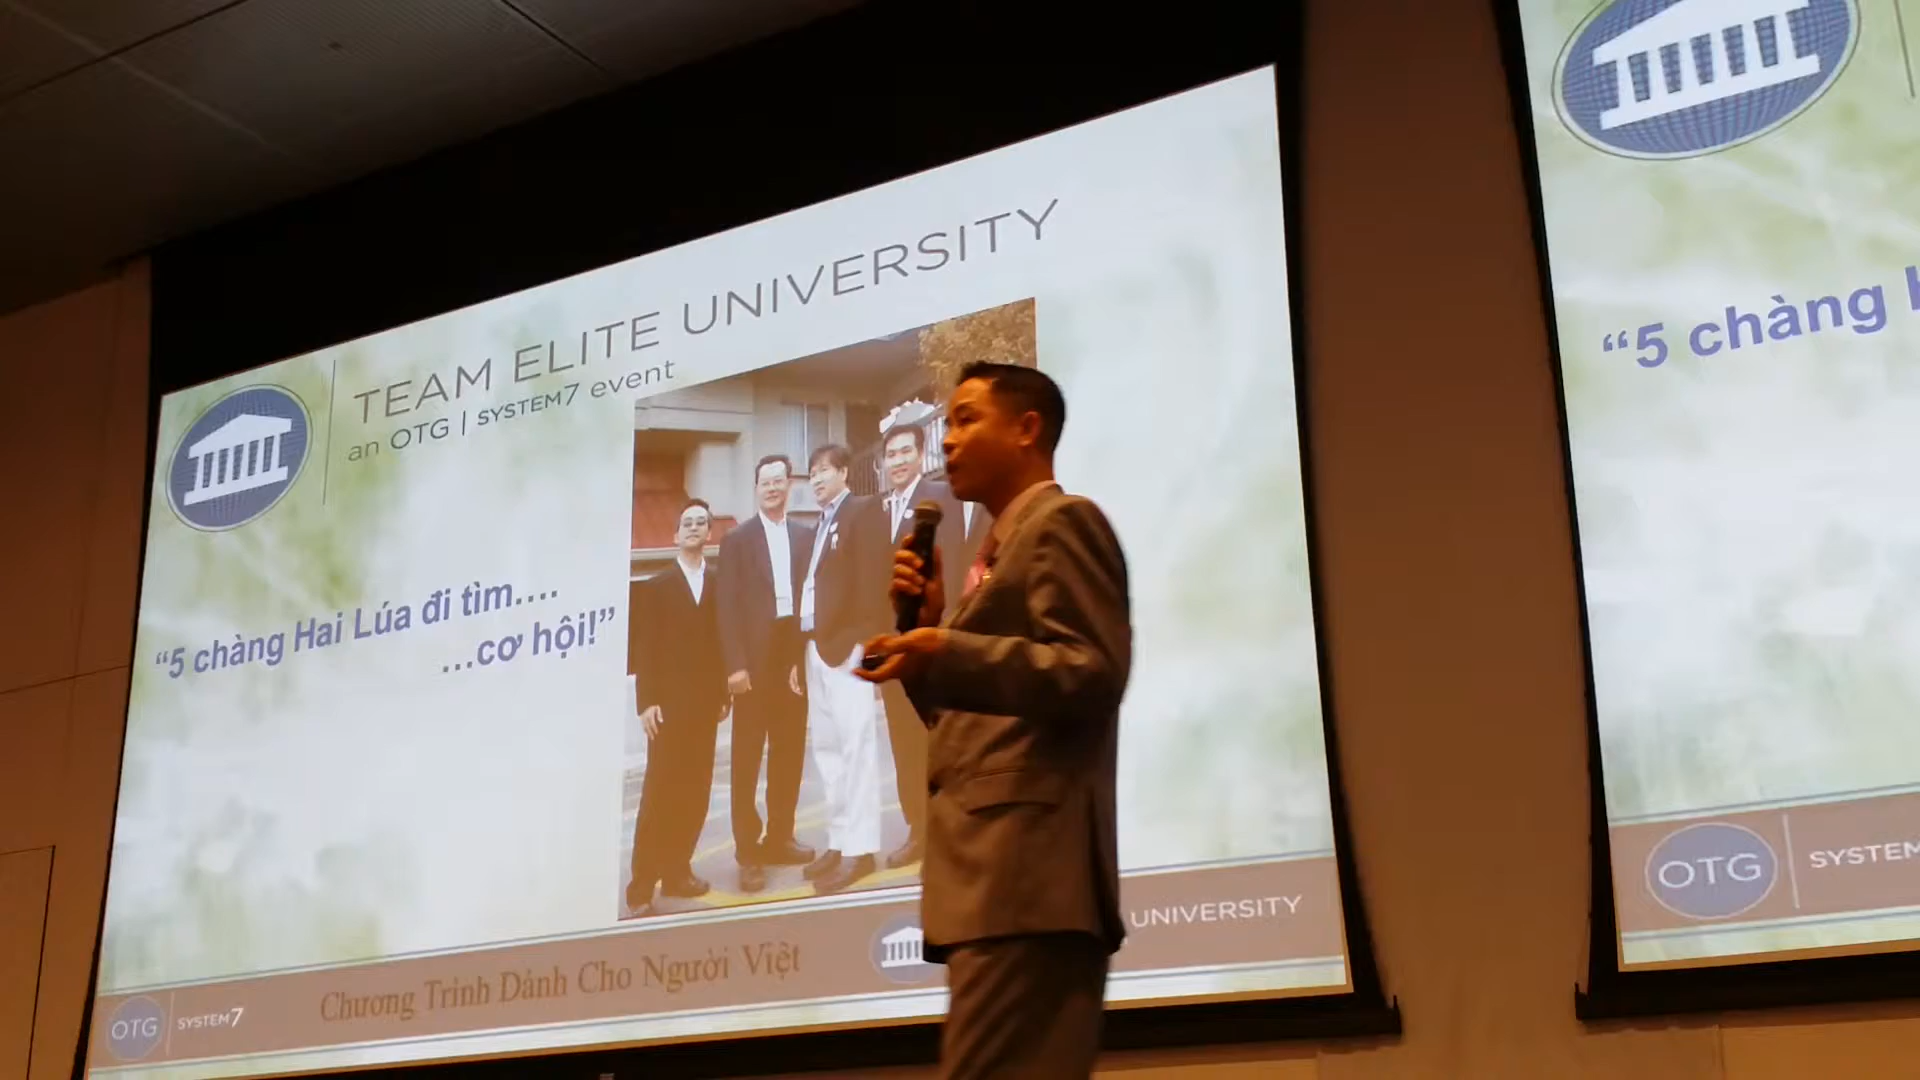 TEAM ELITE UNIVERSITY
an OTG | SYSTEM7 event
“5 chàng Hai Lúa đi tìm....
...cơ hội!”
OTG | SYSTEM7
Chương Trình Dành Cho Người Việt
UNIVERSITY
“5 chàng
OTG | SYSTEM